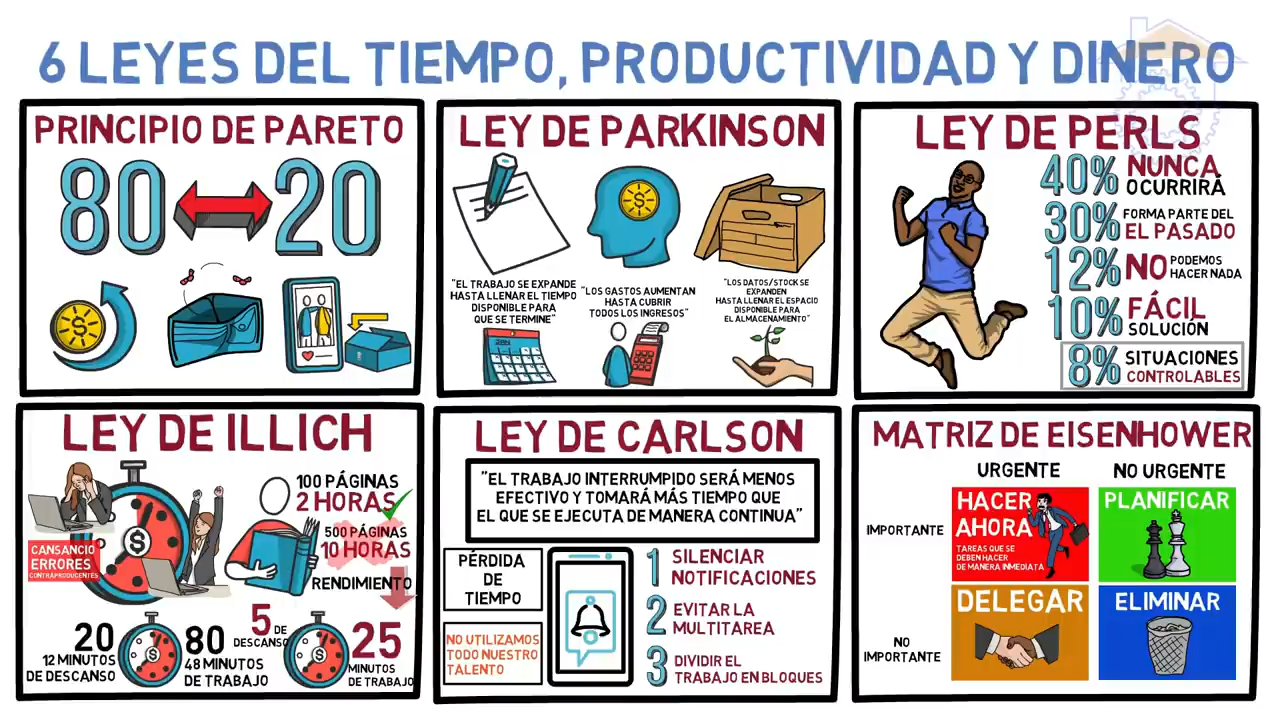 6 LEYES DEL TIEMPO, PRODUCTIVIDAD Y DINERO
PRINCIPIO DE PARETO
80
20
$
LEY DE PARKINSON
$
"EL TRABAJO SE EXPANDE
HASTA LLENAR EL TIEMPO
DISPONIBLE PARA
QUE SE TERMINE"
"LOS GASTOS AUMENTAN
HASTA CUBRIR
TODOS LOS INGRESOS"
"LOS DATOS/STOCK SE
EXPANDEN
HASTA LLENAR EL ESPACIO
DISPONIBLE PARA
EL ALMACENAMIENTO"
LEY DE PERLS
40% NUNCA
OCURRIRÁ
30% FORMA PARTE DEL
EL PASADO
12% NO PODEMOS
HACER NADA
10% FÁCIL
SOLUCIÓN
8% SITUACIONES
CONTROLABLES
LEY DE ILLICH
$
CANSANCIO
ERRORES
CONTRAPRODUCENTES
100 PÁGINAS
2 HORAS
500 PÁGINAS
10 HORAS
RENDIMIENTO
20
12 MINUTOS
DE DESCANSO
$
80
48 MINUTOS
DE TRABAJO
5 DE
DESCANSO
$
25
MINUTOS
DE TRABAJO
LEY DE CARLSON
"EL TRABAJO INTERRUMPIDO SERÁ MENOS
EFECTIVO Y TOMARÁ MÁS TIEMPO QUE
EL QUE SE EJECUTA DE MANERA CONTINUA"
PÉRDIDA
DE
TIEMPO
NO UTILIZAMOS
TODO NUESTRO
TALENTO
1 SILENCIAR
NOTIFICACIONES
2 EVITAR LA
MULTITAREA
3 DIVIDIR EL
TRABAJO EN BLOQUES
MATRIZ DE EISENHOWER
URGENTE
NO URGENTE
IMPORTANTE
HACER
AHORA
TAREAS QUE SE
DEBEN HACER
DE MANERA INMEDIATA
PLANIFICAR
NO
IMPORTANTE
DELEGAR
ELIMINAR